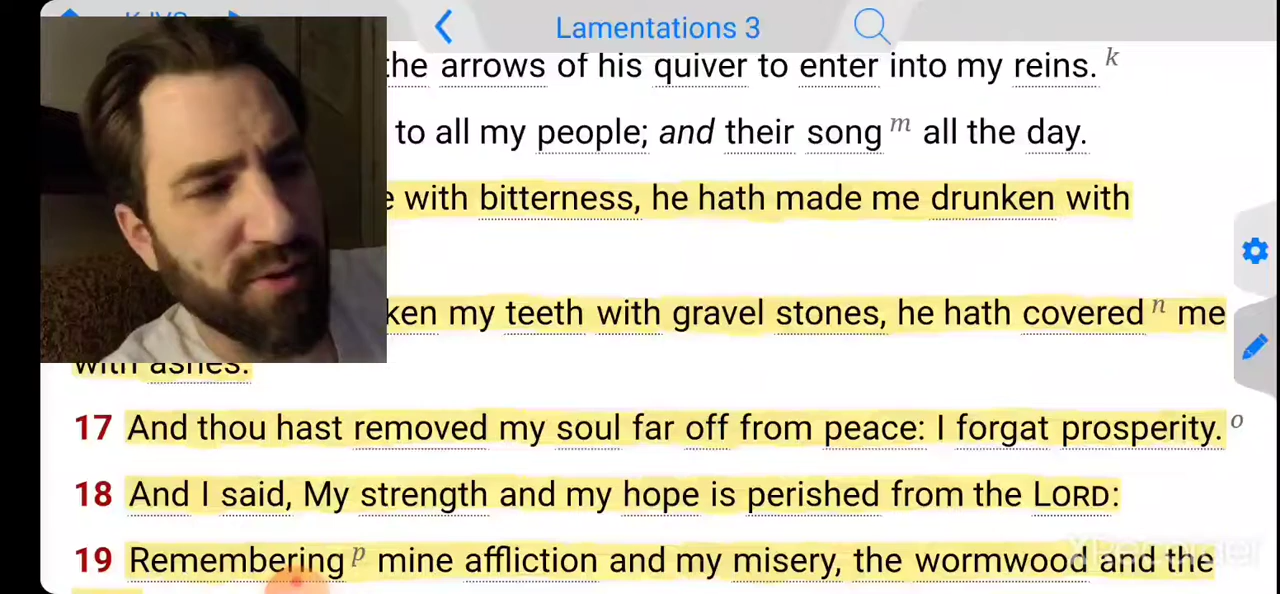 Lamentations 3
the arrows of his quiver to enter into my reins. k
to all my people; and their song m all the day.
e with bitterness, he hath made me drunken with
ken my teeth with gravel stones, he hath covered n me
with ashes.
17 And thou hast removed my soul far off from peace: I forgat prosperity. o
18 And I said, My strength and my hope is perished from the LORD:
19 Remembering p mine affliction and my misery, the wormwood and the
XRecorder